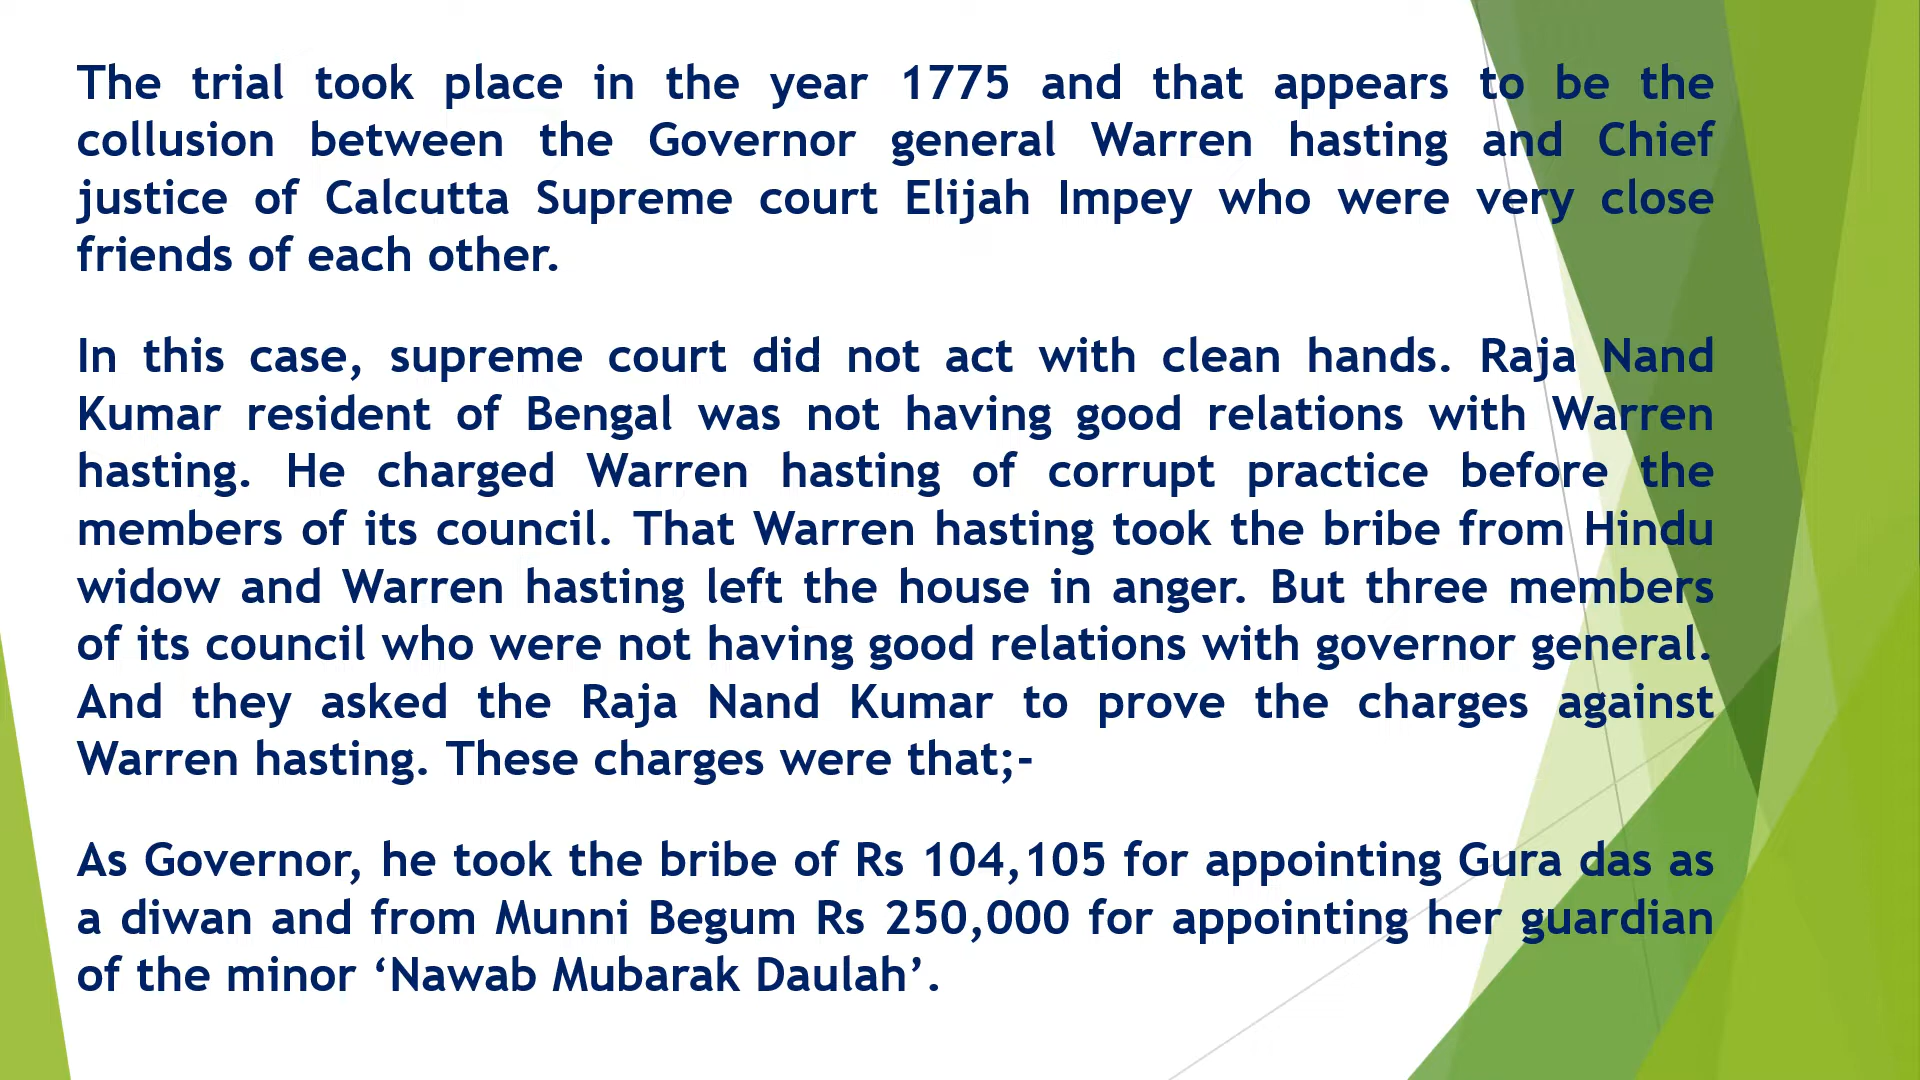 The trial took place in the year 1775 and that appears to be the
collusion between the Governor general Warren hasting and Chief
justice of Calcutta Supreme court Elijah Impey who were very close
friends of each other.
In this case, supreme court did not act with clean hands. Raja Nand
Kumar resident of Bengal was not having good relations with Warren
hasting. He charged Warren hasting of corrupt practice before the
members of its council. That Warren hasting took the bribe from Hindu
widow and Warren hasting left the house in anger. But three members
of its council who were not having good relations with governor general.
And they asked the Raja Nand Kumar to prove the charges against
Warren hasting. These charges were that;-
As Governor, he took the bribe of Rs 104,105 for appointing Gura das as
a diwan and from Munni Begum Rs 250,000 for appointing her guardian
of the minor ‘Nawab Mubarak Daulah’.